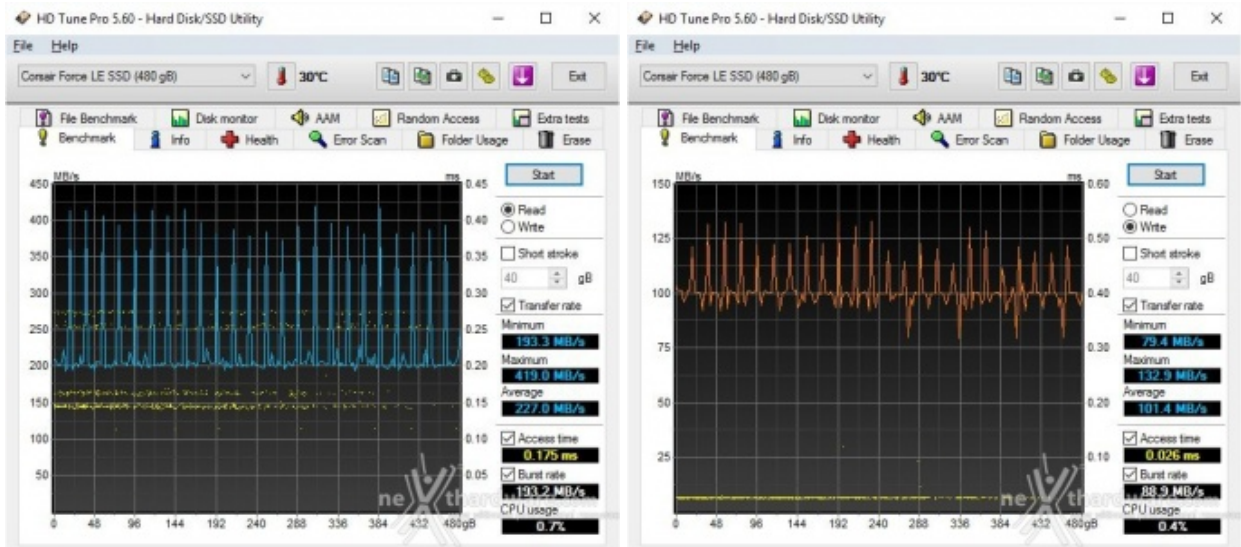 HD Tune Pro 5.60 - Hard Disk/SSD Utility
File Help
Corsair Force LE SSD (480 gB)
30°C
Exit
File Benchmark Disk monitor AAM Random Access Extra tests
Benchmark Info Health Error Scan Folder Usage Erase
MB/s ms
450 0.45
400 0.40
350 0.35
300 0.30
250 0.25
200 0.20
150 0.15
100 0.10
50 0.05
0 48 96 144 192 240 288 336 384 432 480gB
Start
Read
Write
Short stroke
40 gB
Transfer rate
Minimum
193.3 MB/s
Maximum
419.0 MB/s
Average
227.0 MB/s
Access time
0.175 ms
Burst rate
193.2 MB/s
CPU usage
0.7%
HD Tune Pro 5.60 - Hard Disk/SSD Utility
File Help
Corsair Force LE SSD (480 gB)
30°C
Exit
File Benchmark Disk monitor AAM Random Access Extra tests
Benchmark Info Health Error Scan Folder Usage Erase
MB/s ms
150 0.60
125 0.50
100 0.40
75 0.30
50 0.20
25 0.10
0 48 96 144 192 240 288 336 384 432 480gB
Start
Read
Write
Short stroke
40 gB
Transfer rate
Minimum
79.4 MB/s
Maximum
132.9 MB/s
Average
101.4 MB/s
Access time
0.026 ms
Burst rate
88.9 MB/s
CPU usage
0.4%